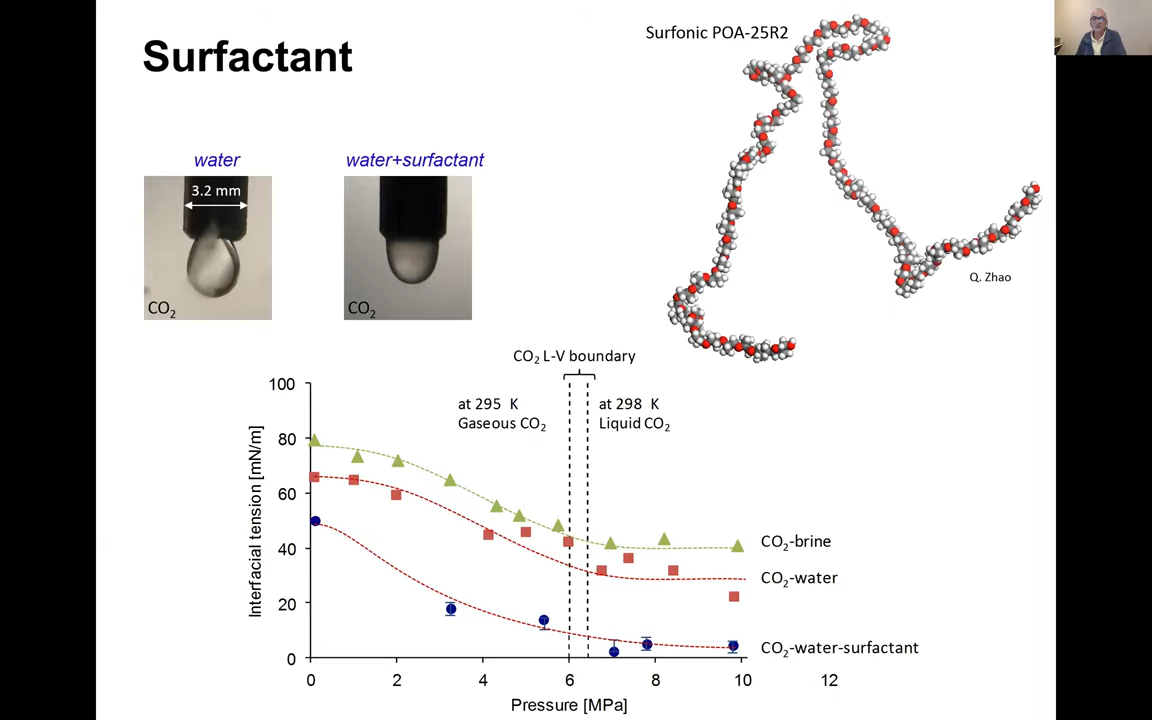 Surfactant
Surfonic POA-25R2
water
water+surfactant
3.2 mm
CO₂
CO₂
Q. Zhao
CO₂ L-V boundary
at 295 K
Gaseous CO₂
at 298 K
Liquid CO₂
Interfacial tension [mN/m]
100
80
60
40
20
0
CO₂-brine
CO₂-water
CO₂-water-surfactant
0 2 4 6 8 10 12
Pressure [MPa]